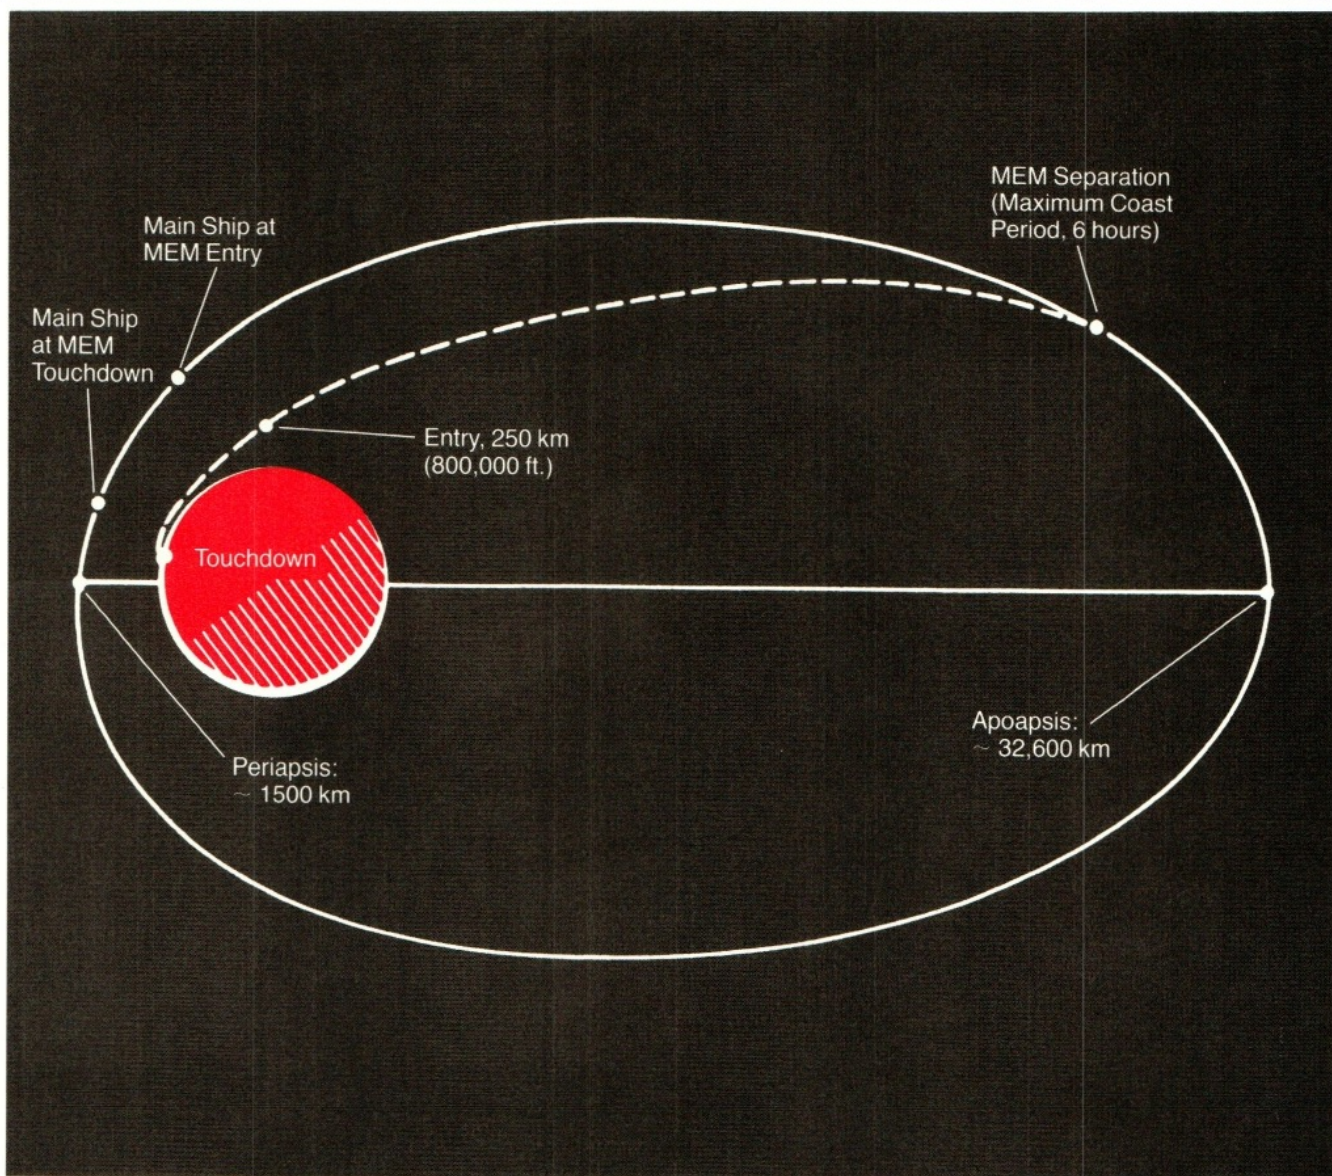 MEM Separation
(Maximum Coast
Period, 6 hours)
Main Ship at
MEM Entry
Main Ship
at MEM
Touchdown
Entry, 250 km
(800,000 ft.)
Touchdown
Apoapsis:
~ 32,600 km
Periapsis:
~ 1500 km